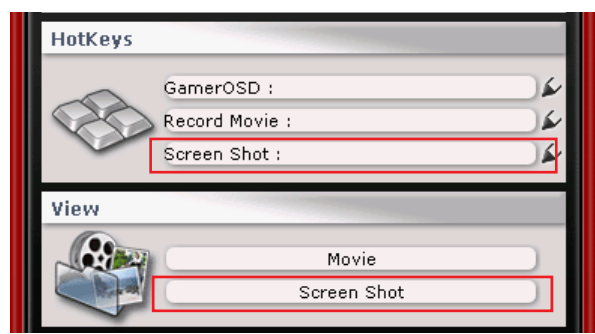 HotKeys
GamerOSD :
Record Movie :
Screen Shot :
View
Movie
Screen Shot